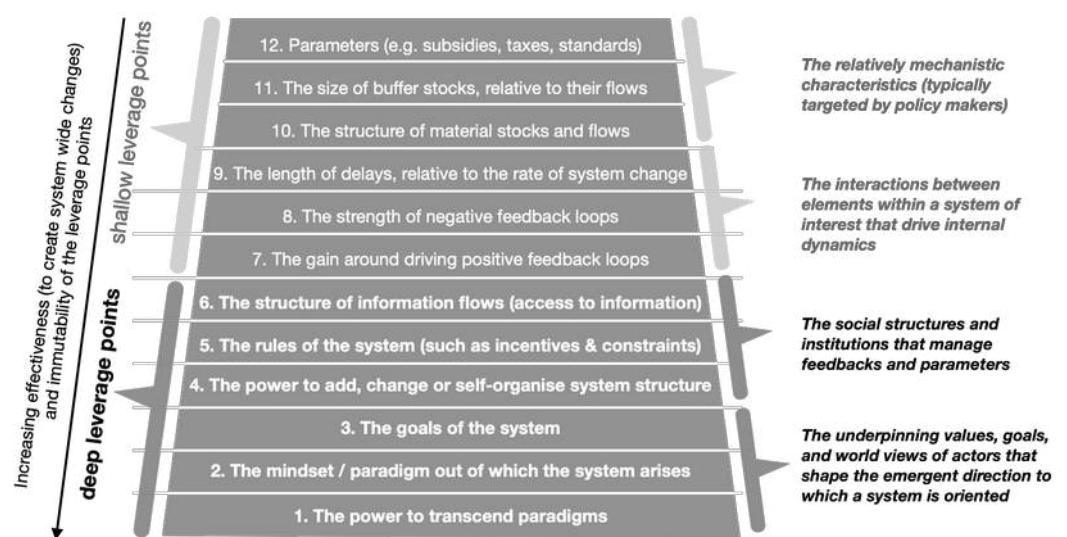 Increasing effectiveness (to create system wide changes)
and immutability of the leverage points
shallow leverage points
deep leverage points
12. Parameters (e.g. subsidies, taxes, standards)
11. The size of buffer stocks, relative to their flows
10. The structure of material stocks and flows
9. The length of delays, relative to the rate of system change
8. The strength of negative feedback loops
7. The gain around driving positive feedback loops
6. The structure of information flows (access to information)
5. The rules of the system (such as incentives & constraints)
4. The power to add, change or self-organise system structure
3. The goals of the system
2. The mindset / paradigm out of which the system arises
1. The power to transcend paradigms
The relatively mechanistic
characteristics (typically
targeted by policy makers)
The interactions between
elements within a system of
interest that drive internal
dynamics
The social structures and
institutions that manage
feedbacks and parameters
The underpinning values, goals,
and world views of actors that
shape the emergent direction to
which a system is oriented